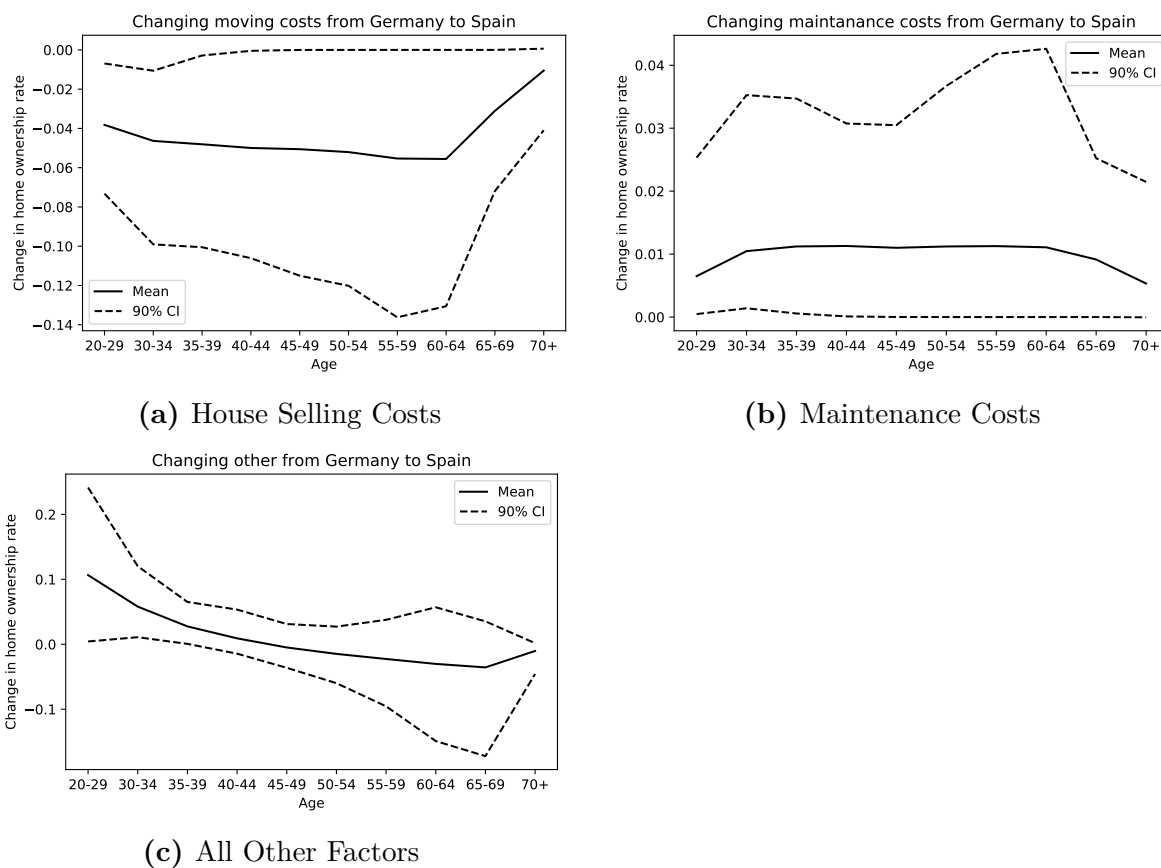 Changing moving costs from Germany to Spain
Change in home ownership rate
0.00
−0.02
−0.04
−0.06
−0.08
−0.10
−0.12
−0.14
Mean
90% CI
20-29 30-34 35-39 40-44 45-49 50-54 55-59 60-64 65-69 70+
Age
(a) House Selling Costs
Changing maintanance costs from Germany to Spain
Change in home ownership rate
0.04
0.03
0.02
0.01
0.00
Mean
90% CI
20-29 30-34 35-39 40-44 45-49 50-54 55-59 60-64 65-69 70+
Age
(b) Maintenance Costs
Changing other from Germany to Spain
Change in home ownership rate
0.2
0.1
0.0
−0.1
Mean
90% CI
20-29 30-34 35-39 40-44 45-49 50-54 55-59 60-64 65-69 70+
Age
(c) All Other Factors